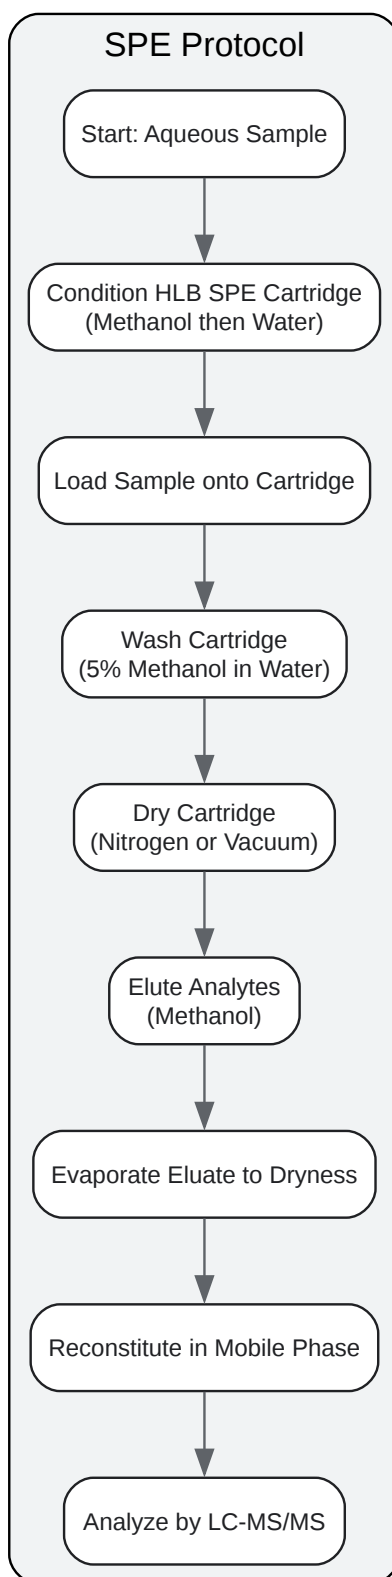 SPE Protocol
Start: Aqueous Sample
Condition HLB SPE Cartridge
(Methanol then Water)
Load Sample onto Cartridge
Wash Cartridge
(5% Methanol in Water)
Dry Cartridge
(Nitrogen or Vacuum)
Elute Analytes
(Methanol)
Evaporate Eluate to Dryness
Reconstitute in Mobile Phase
Analyze by LC-MS/MS